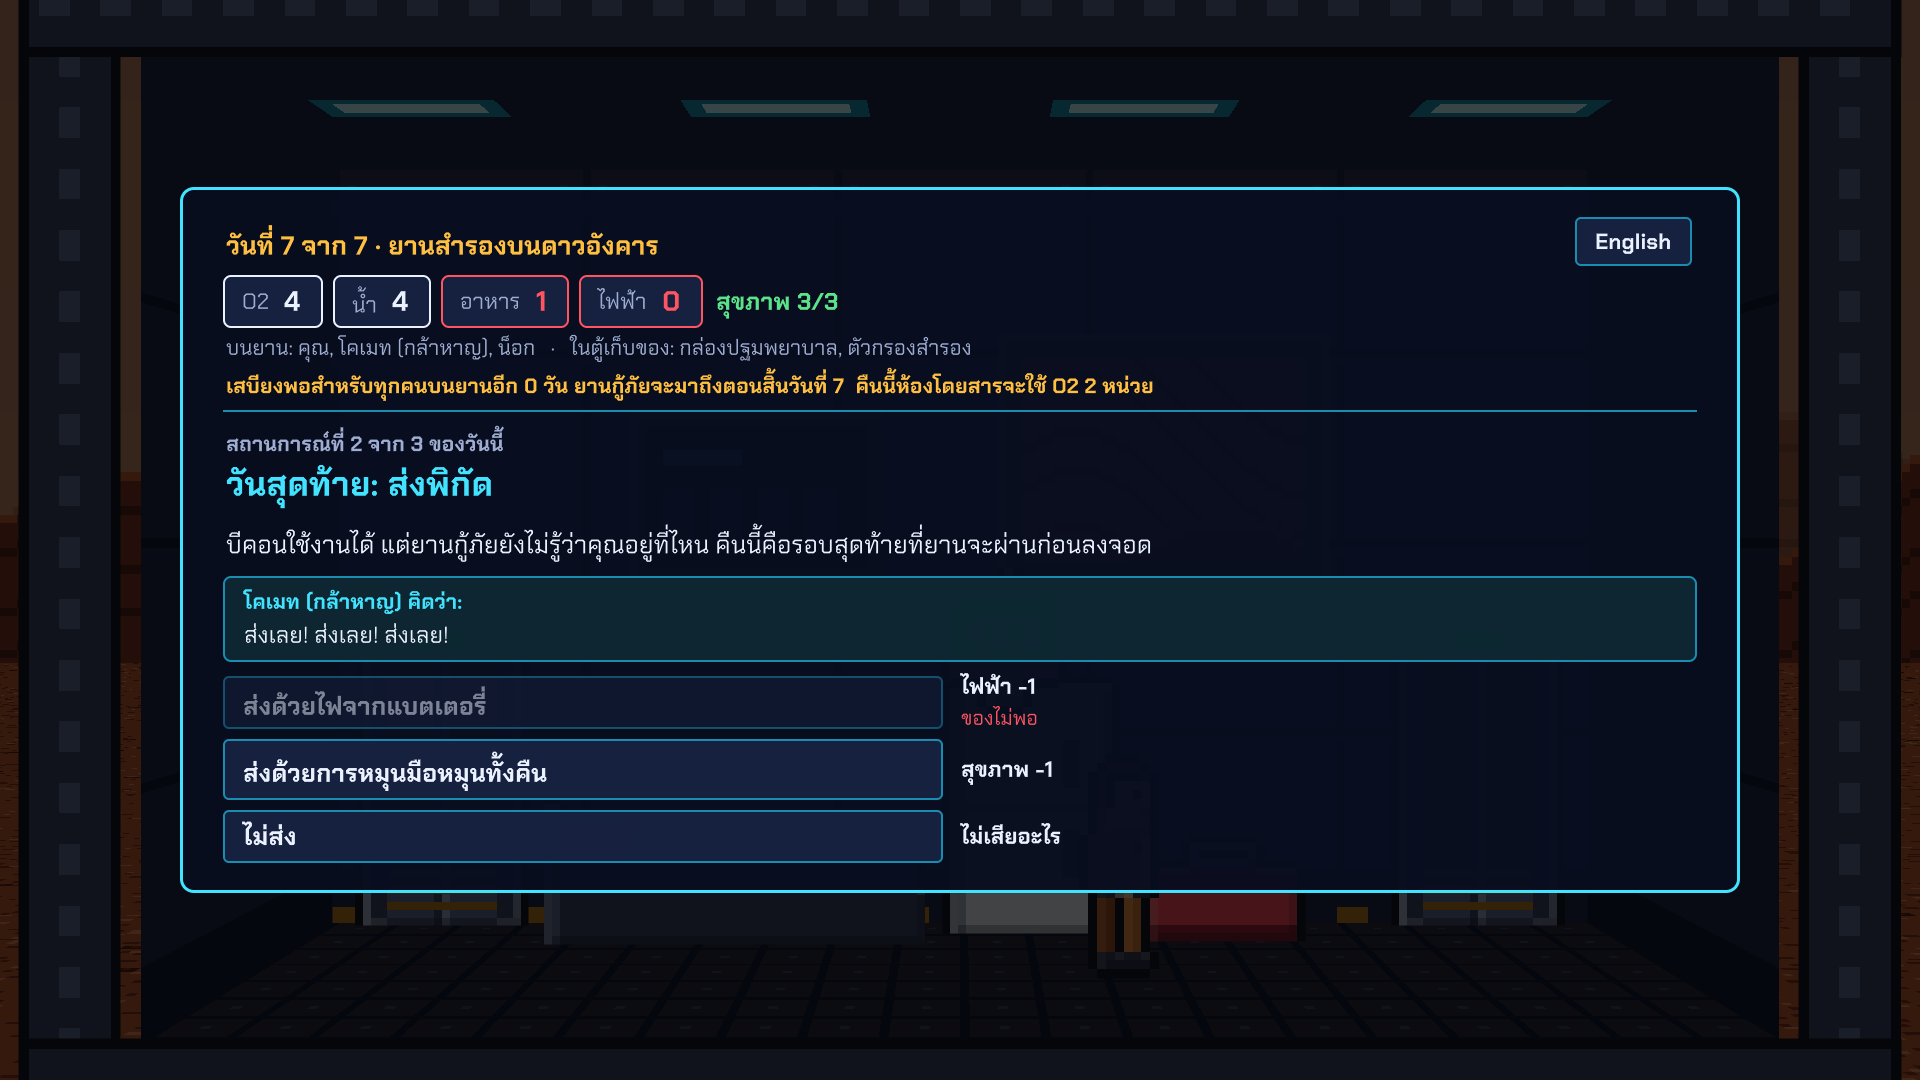 วันที่ 7 จาก 7 · ยานสำรองบนดาวอังคาร
English
O2 4 น้ำ 4 อาหาร 1 ไฟฟ้า 0 สุขภาพ 3/3
บนยาน: คุณ, โคเมท (กล้าหาญ), น็อก · ในตู้เก็บของ: กล่องปฐมพยาบาล, ตัวกรองสำรอง
เสบียงพอสำหรับทุกคนบนยานอีก 0 วัน ยานกู้ภัยจะมาถึงตอนสิ้นวันที่ 7 คืนนี้ห้องโดยสารจะใช้ O2 2 หน่วย
สถานการณ์ที่ 2 จาก 3 ของวันนี้
วันสุดท้าย: ส่งพิกัด
บีคอนใช้งานได้ แต่ยานกู้ภัยยังไม่รู้ว่าคุณอยู่ที่ไหน คืนนี้คือรอบสุดท้ายที่ยานจะผ่านก่อนลงจอด
โคเมท (กล้าหาญ) คิดว่า:
ส่งเลย! ส่งเลย! ส่งเลย!
ส่งด้วยไฟจากแบตเตอรี่
ไฟฟ้า -1
ของไม่พอ
ส่งด้วยการหมุนมือหมุนทั้งคืน
สุขภาพ -1
ไม่ส่ง
ไม่เสียอะไร